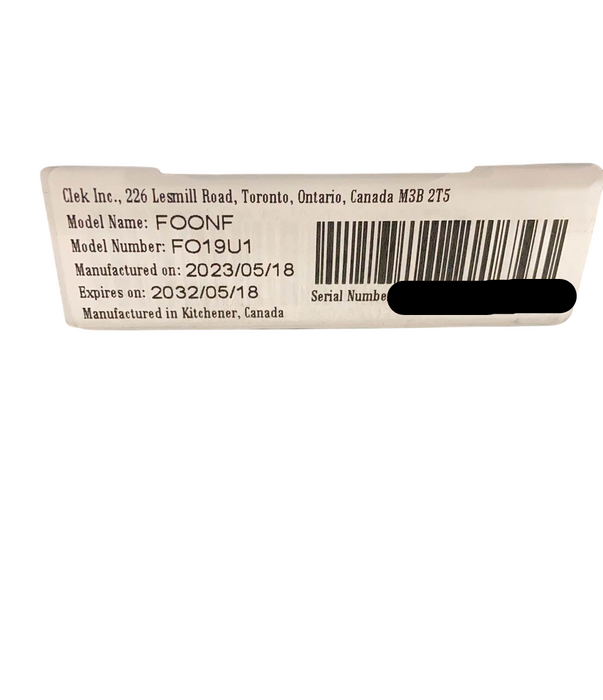 Clek Inc., 226 Lesmill Road, Toronto, Ontario, Canada M3B 2T5
Model Name: FOONF
Model Number: FO19U1
Manufactured on: 2023/05/18
Expires on: 2032/05/18
Serial Numbe
Manufactured in Kitchener, Canada